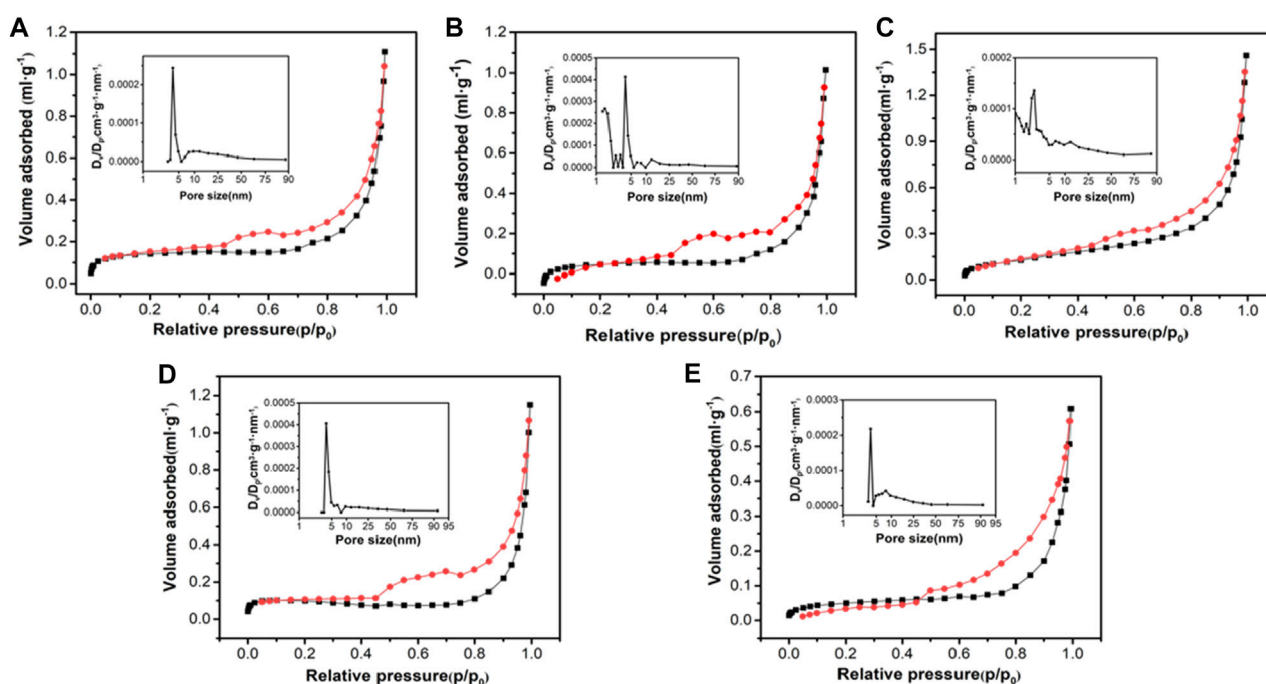 A
Volume adsorbed (ml·g⁻¹)
1.2
1.0
0.8
0.6
0.4
0.2
0.0
0.0 0.2 0.4 0.6 0.8 1.0
Relative pressure(p/p₀)
Dᵥ/Dₚcm³·g⁻¹·nm⁻¹,
0.0002
0.0001
0.0000
1 5 10 25 50 75 90
Pore size(nm)
B
Volume adsorbed (ml·g⁻¹)
1.2
1.0
0.8
0.6
0.4
0.2
0.0
0.0 0.2 0.4 0.6 0.8 1.0
Relative pressure(p/p₀)
Dᵥ/Dₚcm³·g⁻¹·nm⁻¹,
0.0005
0.0004
0.0003
0.0002
0.0001
0.0000
1 5 10 25 50 75 90
Pore size(nm)
C
Volume adsorbed(ml·g⁻¹)
1.5
1.2
0.9
0.6
0.3
0.0
0.0 0.2 0.4 0.6 0.8 1.0
Relative pressure(p/p₀)
Dᵥ/Dₚcm³·g⁻¹·nm⁻¹,
0.0002
0.0001
0.0000
1 5 10 25 50 75 90
Pore size(nm)
D
Volume adsorbed(ml·g⁻¹)
1.2
1.0
0.8
0.6
0.4
0.2
0.0
0.0 0.2 0.4 0.6 0.8 1.0
Relative pressure(p/p₀)
Dᵥ/Dₚcm³·g⁻¹·nm⁻¹,
0.0005
0.0004
0.0003
0.0002
0.0001
0.0000
1 5 10 25 50 75 90 95
Pore size(nm)
E
Volume adsorbed(ml·g⁻¹)
0.7
0.6
0.5
0.4
0.3
0.2
0.1
0.0
0.0 0.2 0.4 0.6 0.8 1.0
Relative pressure(p/p₀)
Dᵥ/Dₚcm³·g⁻¹·nm⁻¹,
0.0003
0.0002
0.0001
0.0000
1 5 10 25 50 75 90 95
Pore size(nm)